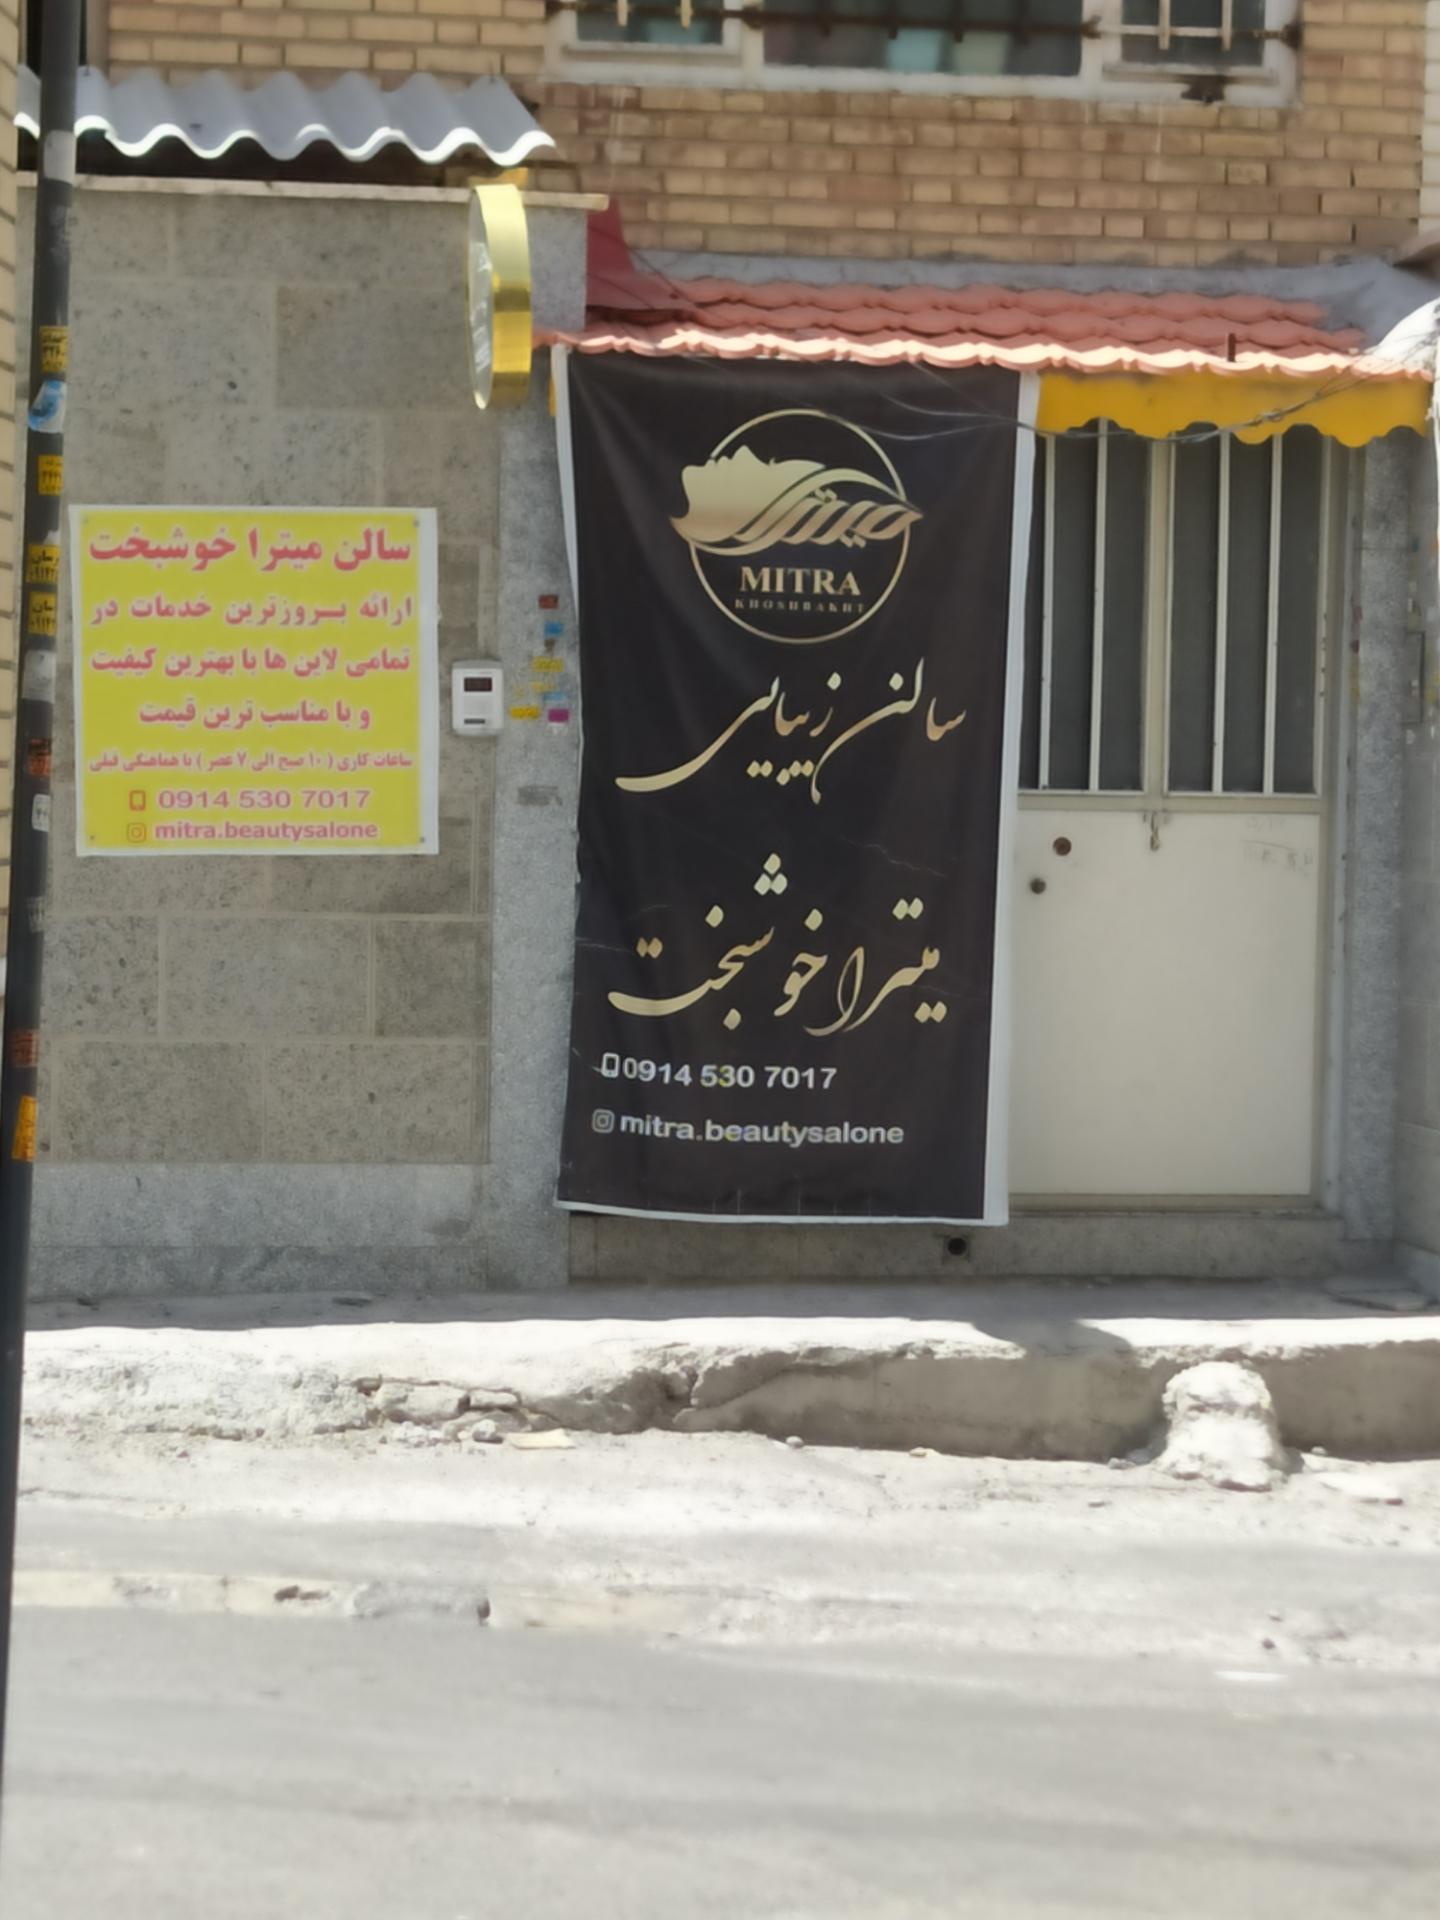 سالن میترا خوشبخت
ارائه بـروزترین خدمات در
تمامی لاین ها با بهترین کیفیت
و با مناسب ترین قیمت
ساعات کاری ( ۱۰ صبح الی ۷ عصر ) با هماهنگی قبلی
0914 530 7017
mitra.beautysalone
میترا
MITRA
KHOSHBAKHT
سالن زیبایی
میترا خوشبخت
0914 530 7017
mitra.beautysalone